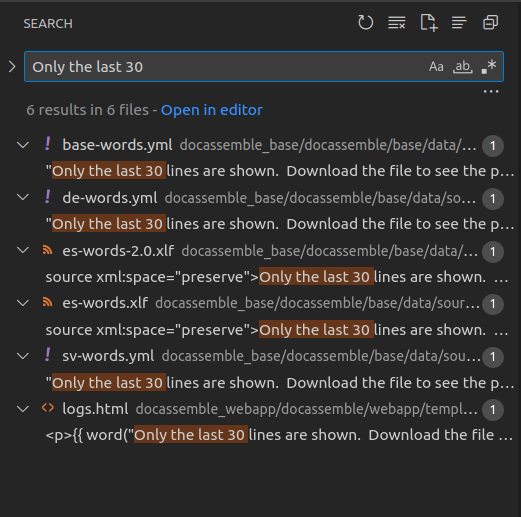 SEARCH
Only the last 30
Aa ab .*
6 results in 6 files - Open in editor
base-words.yml docassemble_base/docassemble/base/data/... 1
"Only the last 30 lines are shown.  Download the file to see the p...
de-words.yml docassemble_base/docassemble/base/data/so... 1
"Only the last 30 lines are shown.  Download the file to see the p...
es-words-2.0.xlf docassemble_base/docassemble/base/data/... 1
source xml:space="preserve">Only the last 30 lines are shown.  ...
es-words.xlf docassemble_base/docassemble/base/data/sour... 1
source xml:space="preserve">Only the last 30 lines are shown.  ...
sv-words.yml docassemble_base/docassemble/base/data/sou... 1
"Only the last 30 lines are shown.  Download the file to see the p...
logs.html docassemble_webapp/docassemble/webapp/templ... 1
<p>{{ word("Only the last 30 lines are shown.  Download the file ...